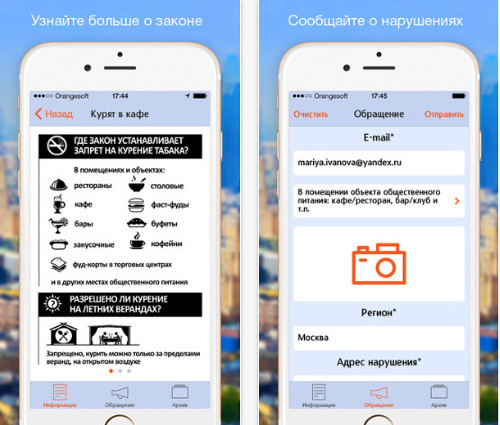 Узнайте больше о законе
Orangesoft 17:44
Назад Курят в кафе
ГДЕ ЗАКОН УСТАНАВЛИВАЕТ
ЗАПРЕТ НА КУРЕНИЕ ТАБАКА?
В помещениях и объектах:
рестораны столовые
кафе фаст-фуды
бары буфеты
закусочные кофейни
фуд-корты в торговых центрах
и в других местах общественного питания
РАЗРЕШЕНО ЛИ КУРЕНИЕ
НА ЛЕТНИХ ВЕРАНДАХ?
Запрещено, курить можно только за пределами
веранд, на открытом воздухе
Информация Обращение Архив
Сообщайте о нарушениях
Orangesoft 17:45
Очистить Обращение Отправить
E-mail*
mariya.ivanova@yandex.ru
В помещении объекта общественного
питания: кафе/ресторан, бар/клуб и
т.п.
Регион*
Москва
Адрес нарушения*
Информация Обращение Архив